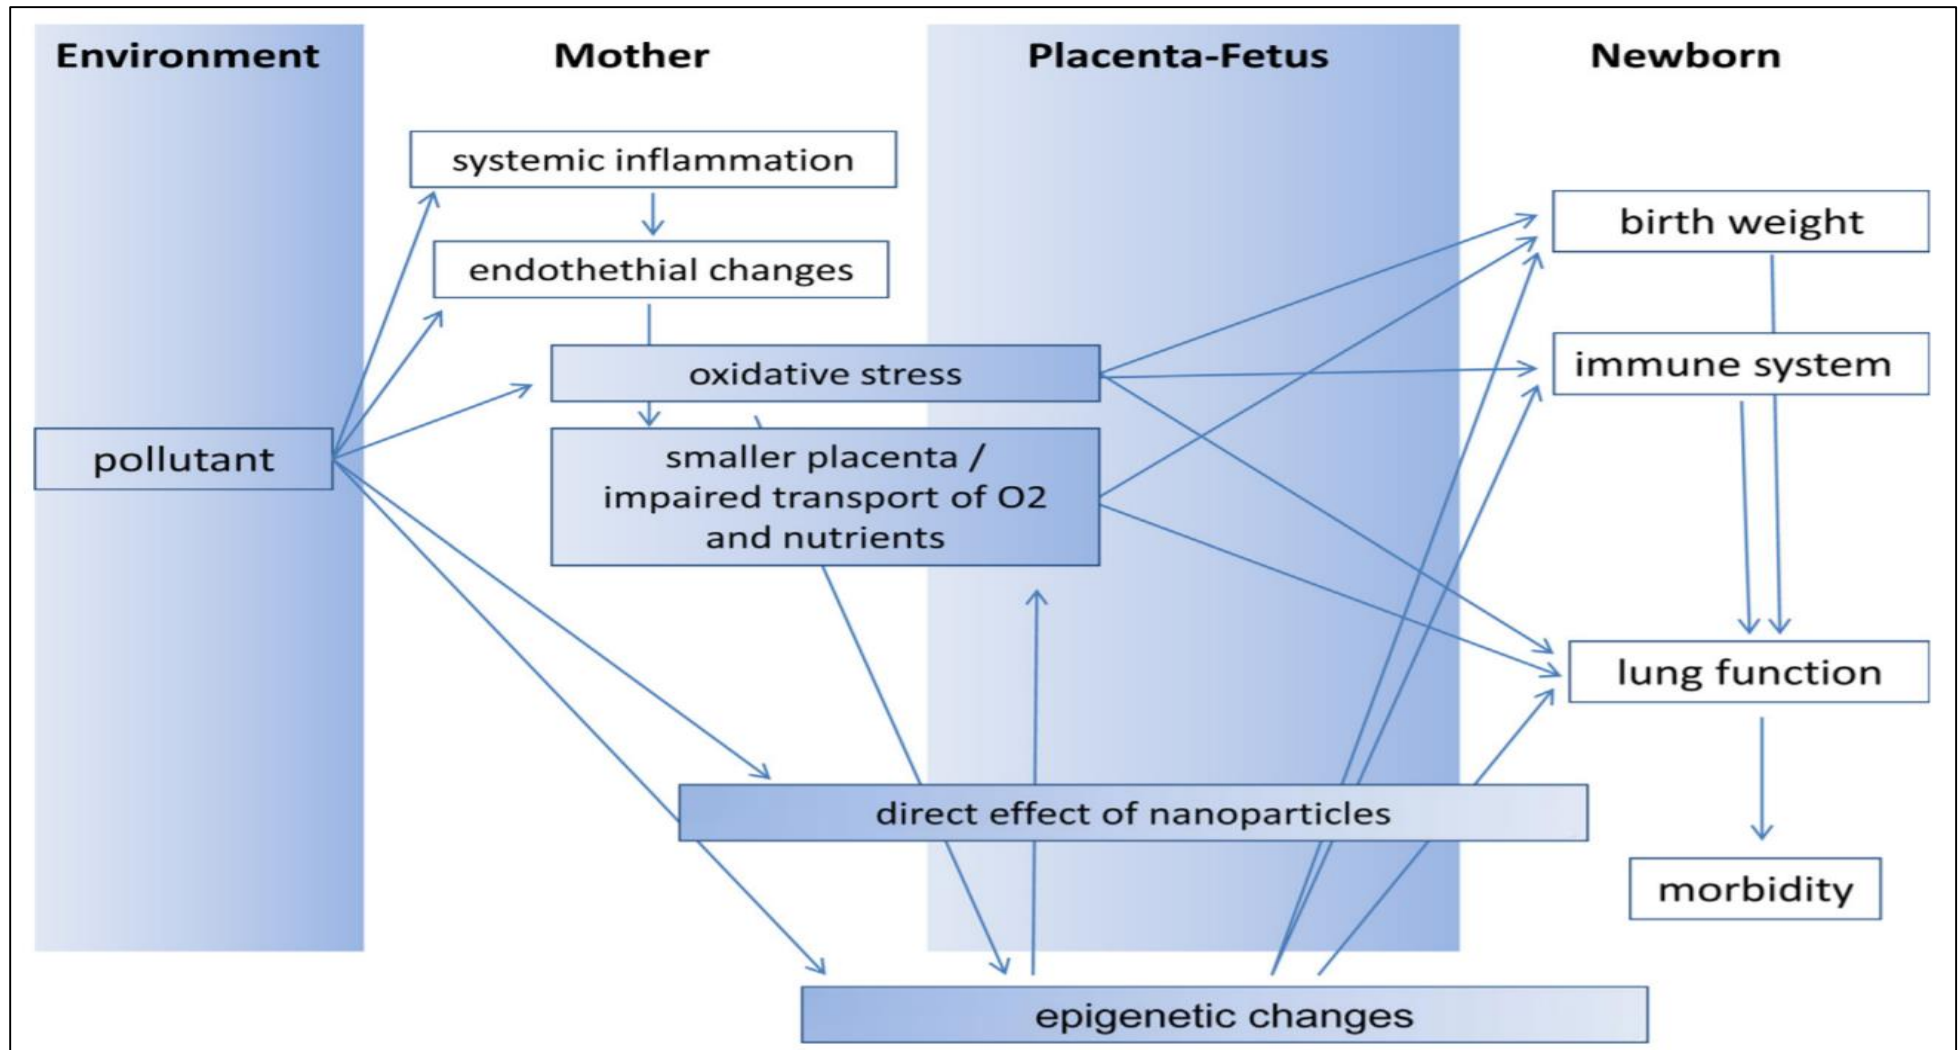 Environment
Mother
Placenta-Fetus
Newborn
systemic inflammation
endothethial changes
oxidative stress
smaller placenta /
impaired transport of O2
and nutrients
pollutant
direct effect of nanoparticles
epigenetic changes
birth weight
immune system
lung function
morbidity